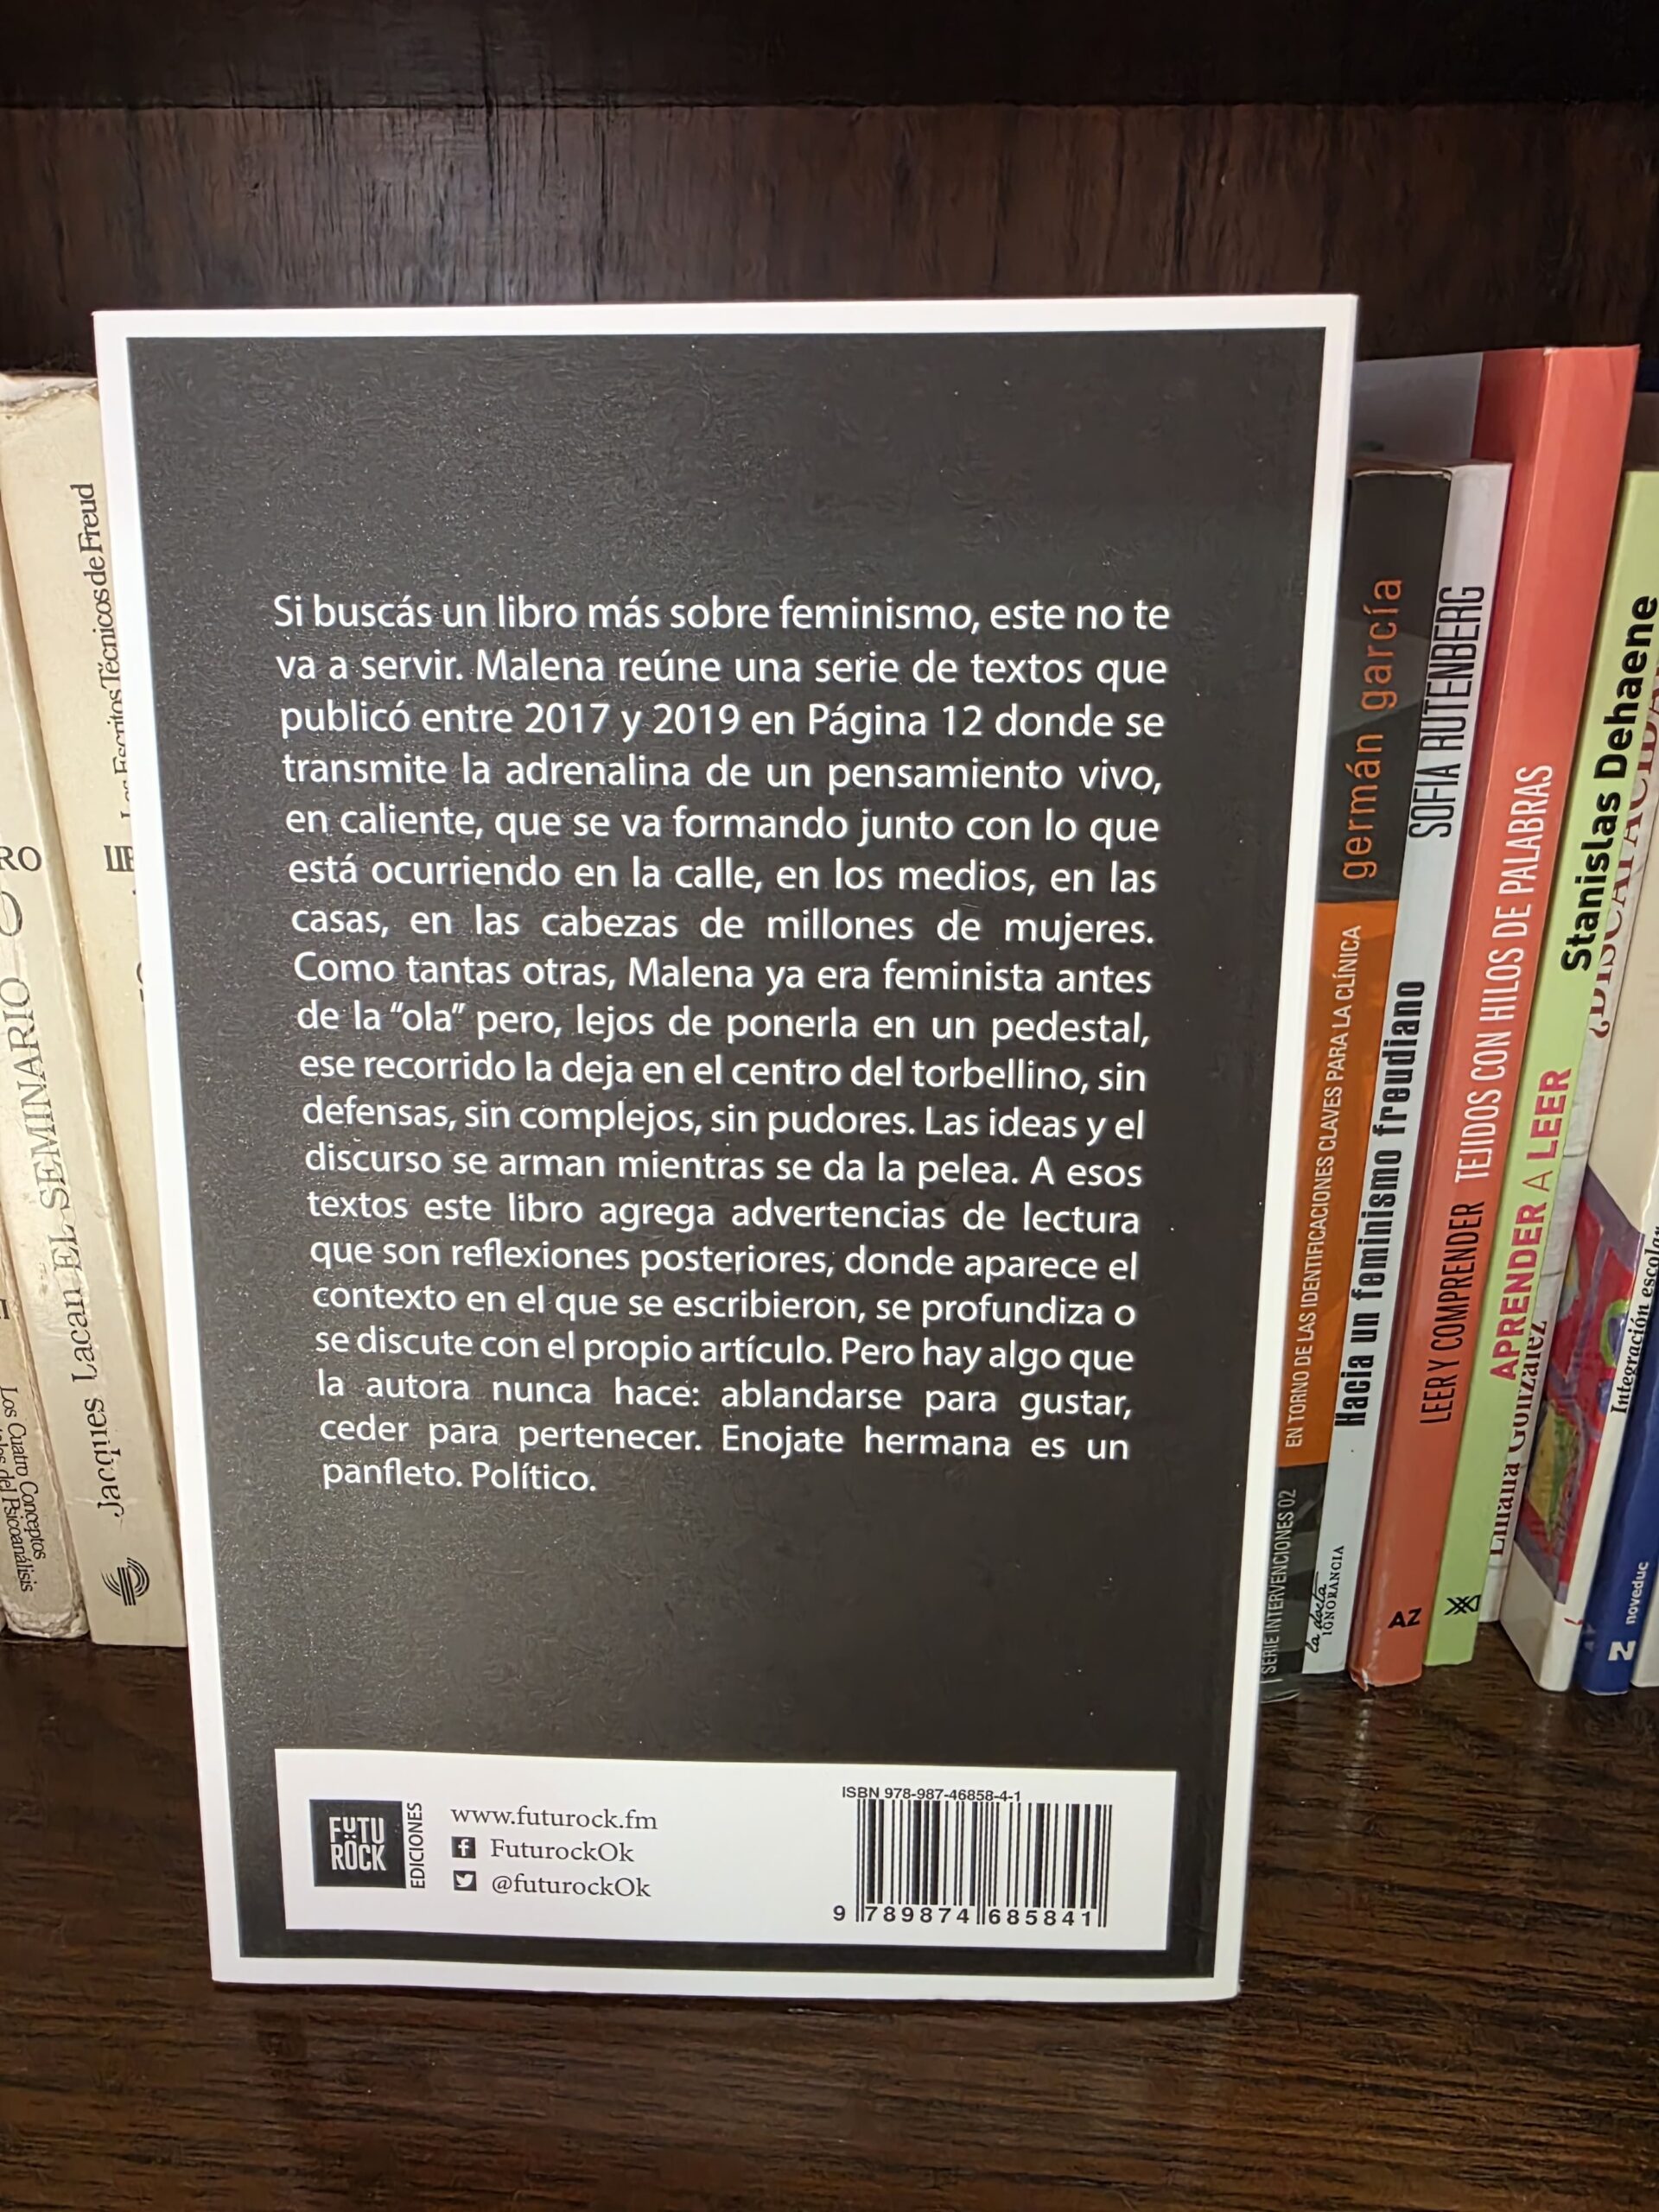 Si buscás un libro más sobre feminismo, este no te
va a servir. Malena reúne una serie de textos que
publicó entre 2017 y 2019 en Página 12 donde se
transmite la adrenalina de un pensamiento vivo,
en caliente, que se va formando junto con lo que
está ocurriendo en la calle, en los medios, en las
casas, en las cabezas de millones de mujeres.
Como tantas otras, Malena ya era feminista antes
de la “ola” pero, lejos de ponerla en un pedestal,
ese recorrido la deja en el centro del torbellino, sin
defensas, sin complejos, sin pudores. Las ideas y el
discurso se arman mientras se da la pelea. A esos
textos este libro agrega advertencias de lectura
que son reflexiones posteriores, donde aparece el
contexto en el que se escribieron, se profundiza o
se discute con el propio artículo. Pero hay algo que
la autora nunca hace: ablandarse para gustar,
ceder para pertenecer. Enojate hermana es un
panfleto. Político.
FUTU
ROCK
EDICIONES
www.futurock.fm
FuturockOk
@futurockOk
ISBN 978-987-46858-4-1
9 789874 685841
RO
Los Cuatro Conceptos
del Psicoanálisis
Jacques Lacan EL SEMINARIO
Los Escritos Técnicos de Freud
germán garcía
EN TORNO DE LAS IDENTIFICACIONES CLAVES PARA LA CLÍNICA
SERIE INTERVENCIONES 02
SOFIA RUTENBERG
Hacia un feminismo freudiano
la docta
IGNORANCIA
LEER Y COMPRENDER TEJIDOS CON HILOS DE PALABRAS
AZ
Stanislas Dehaene
APRENDER A LEER
Liliana González
Integración escolar
noveduc